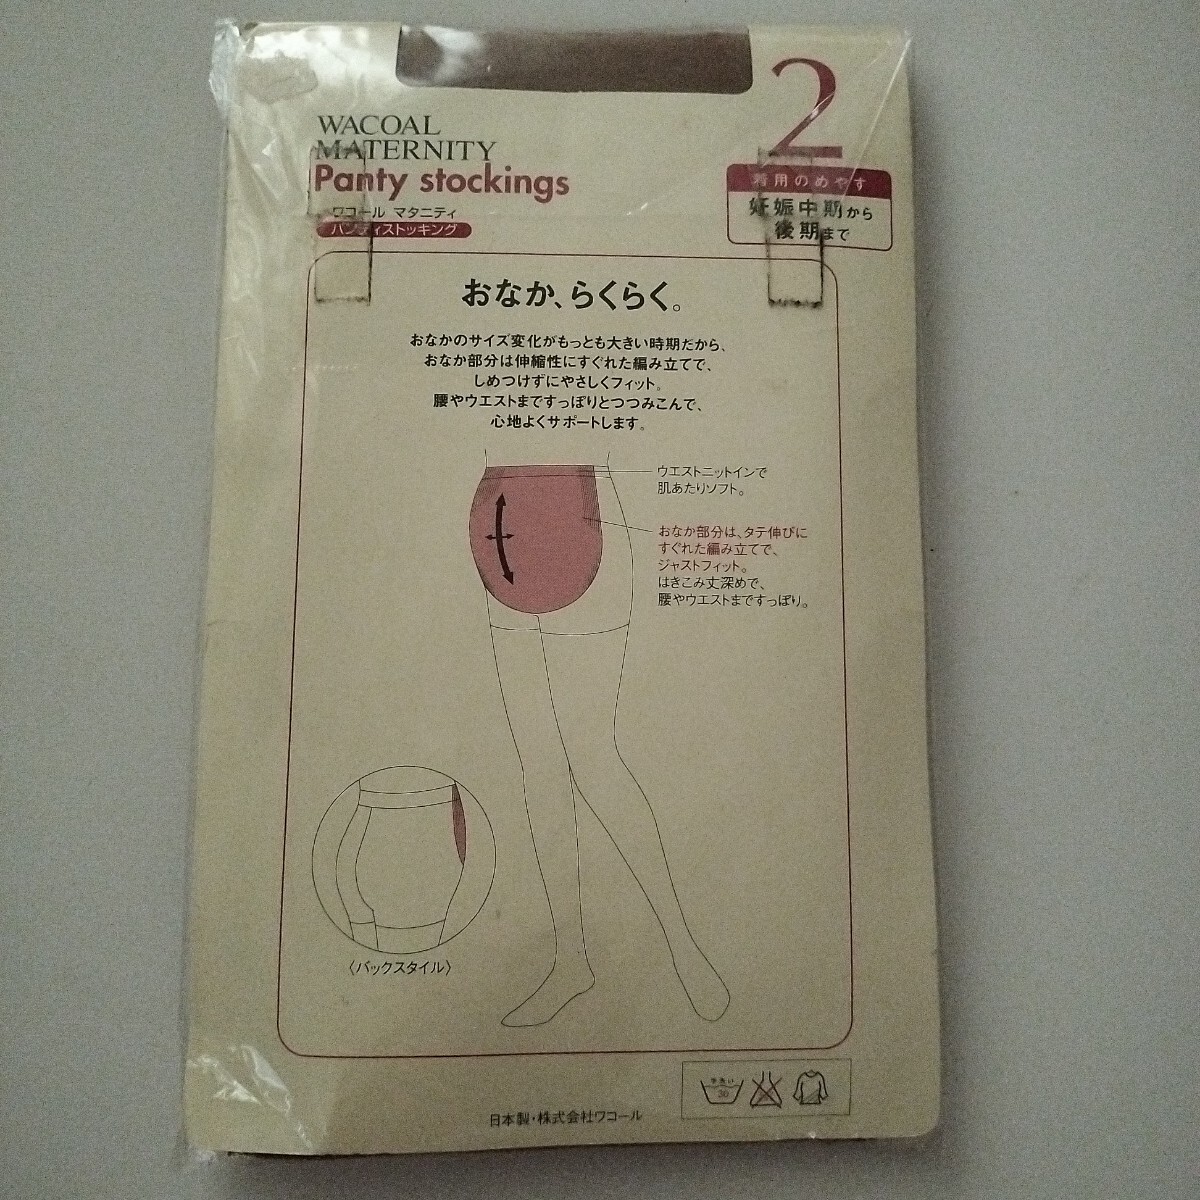 WACOAL
MATERNITY
Panty stockings
ワコール マタニティ
パンティストッキング
2
着用のめやす
妊娠中期から
後期まで
おなか、らくらく。
おなかのサイズ変化がもっとも大きい時期だから、
おなか部分は伸縮性にすぐれた編み立てで、
しめつけずにやさしくフィット。
腰やウエストまですっぽりとつつみこんで、
心地よくサポートします。
ウエストニットインで
肌あたりソフト。
おなか部分は、タテ伸びに
すぐれた編み立てで、
ジャストフィット。
はきこみ丈深めで、
腰やウエストまですっぽり。
〈バックスタイル〉
手洗い
30
日本製・株式会社ワコール